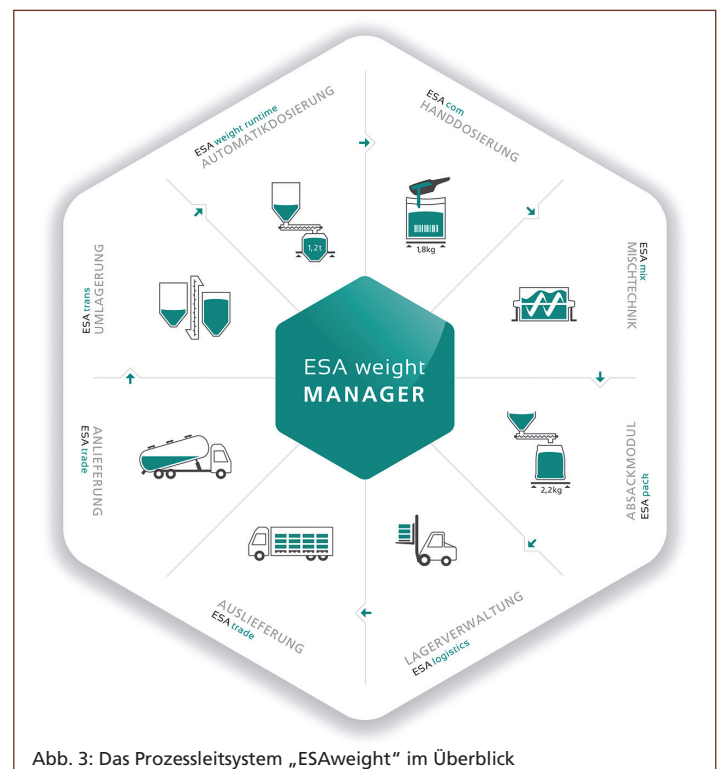 ESA weight runtime
AUTOMATIKDOSIERUNG
ESA com
HANDDOSIERUNG
1,2t
1,8kg
ESA trans
UMLAGERUNG
ESA mix
MISCHTECHNIK
ESA weight
MANAGER
ANLIEFERUNG
ESA trade
ABSACKMODUL
ESA pack
2,2kg
AUSLIEFERUNG
ESA trade
LAGERVERWALTUNG
ESA logistics
Abb. 3: Das Prozessleitsystem „ESAweight" im Überblick